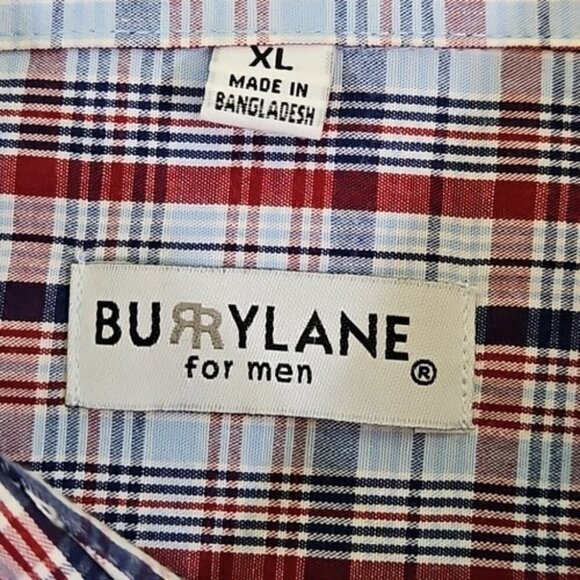 XL
MADE IN
BANGLADESH
BURRYLANE
for men ®